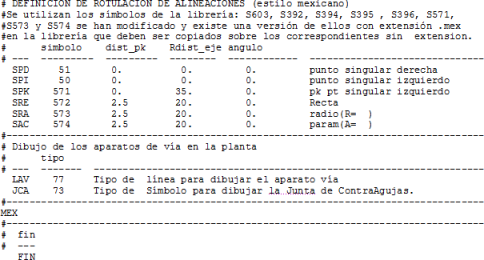 # DEFINICION DE ROTULACION DE ALINEACIONES (estilo mexicano)
#Se utilizan los símbolos de la librería: S603, S392, S394, S395 , S396, S571,
#S573 y S574 se han modificado y existe una versión de ellos con extensión .mex
#en la librería que deben ser copiados sobre los correspondientes sin  extension.
#       simbolo   dist_pk   Rdist_eje angulo
# ---  ---------  ---------  -------  ------------  ------------------------
  SPD      51        0.         0.        0.        punto singular derecha
  SPI      50        0.         0.        0.        punto singular izquierdo
  SPK     571        0.        35.        0.        pk pt singular izquierdo
  SRE     572       2.5        20.        0.        Recta
  SRA     573       2.5        20.        0.        radio(R=  )
  SAC     574       2.5        20.        0.        param(A=  )
#--------------------------------------------------------------------------
# Dibujo de los aparatos de vía en la planta
#       tipo
# ---  -------  ------------------------------------------------------------
  LAV     77    Tipo de  línea para dibujar el aparato vía
  JCA     73    Tipo de  Símbolo para dibujar la Junta de ContraAgujas.
#--------------------------------------------------------------------------
MEX
#--------------------------------------------------------------------------
#  fin
#  ---
   FIN